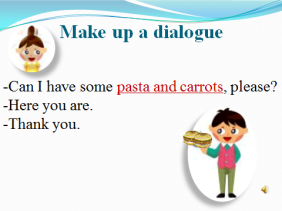 Make up a dialogue
-Can I have some pasta and carrots, please?
-Here you are.
-Thank you.